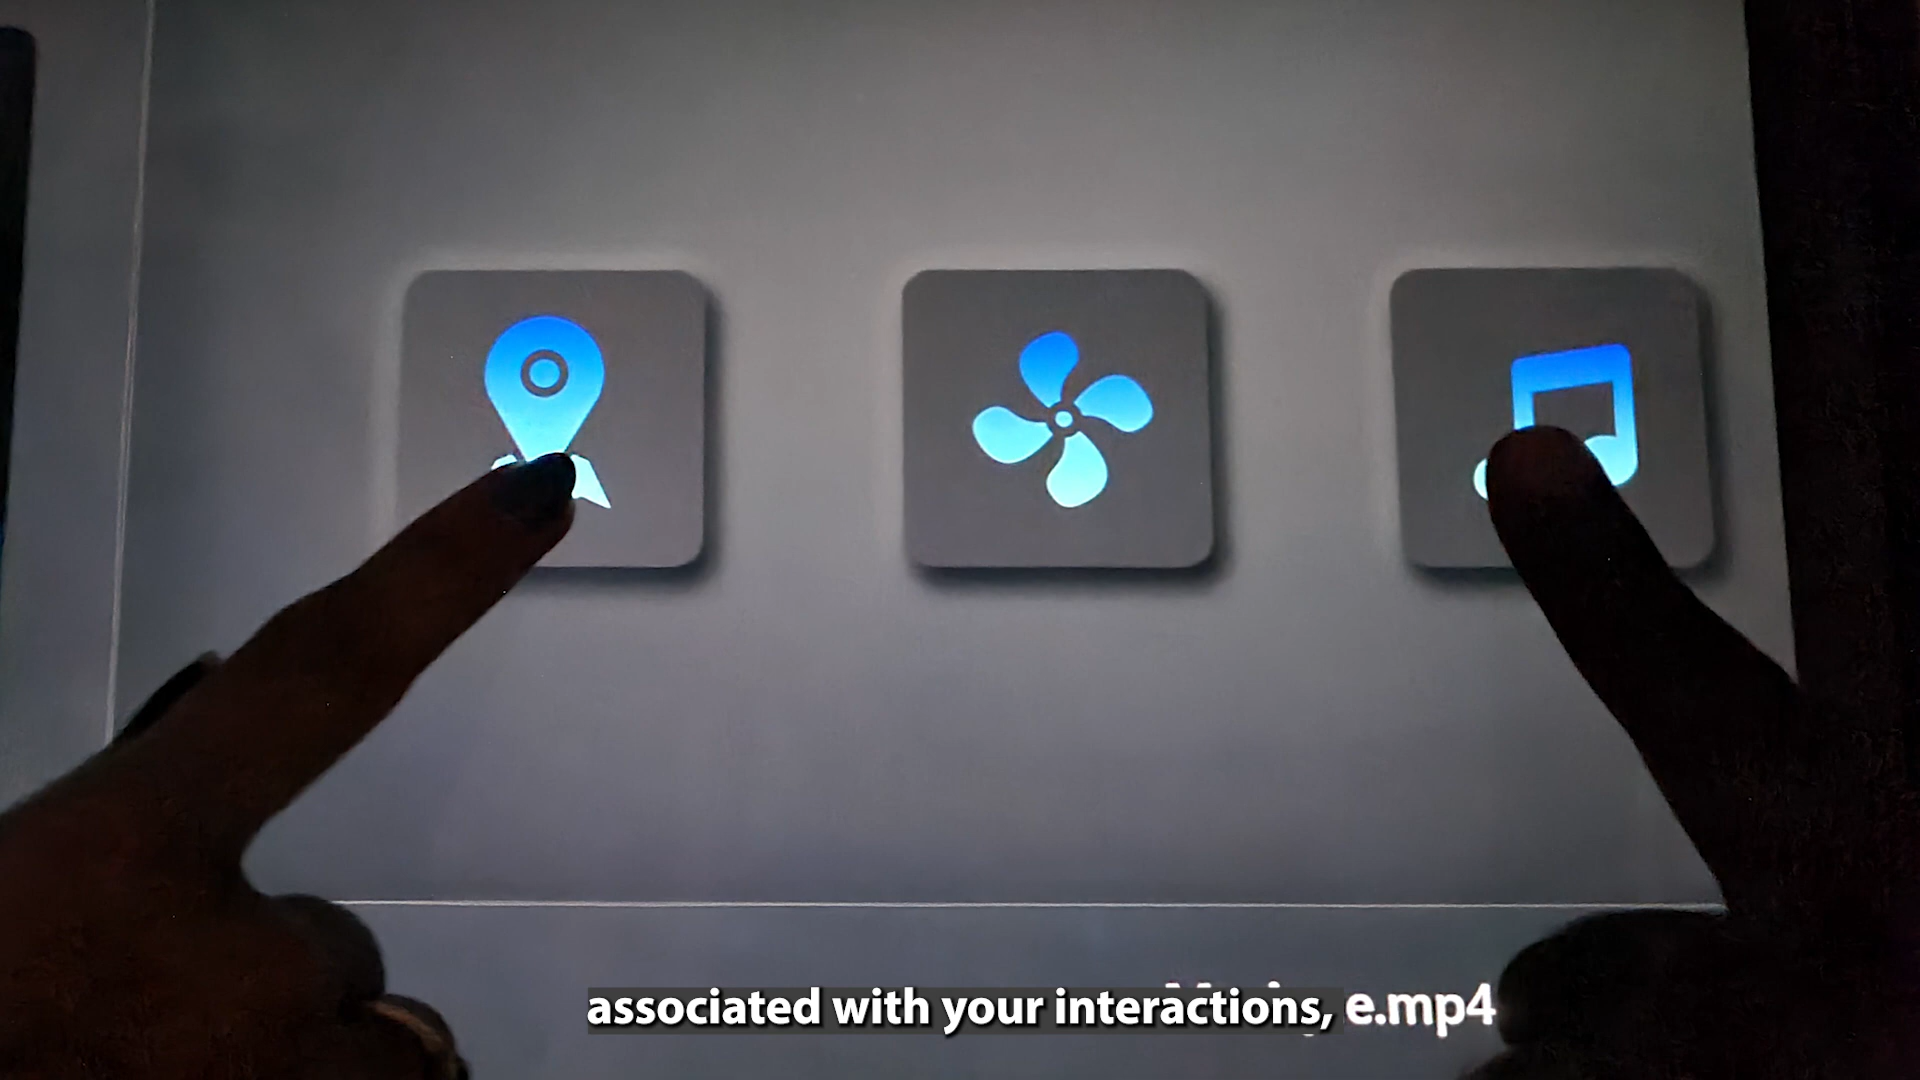 associated with your interactions,
e.mp4